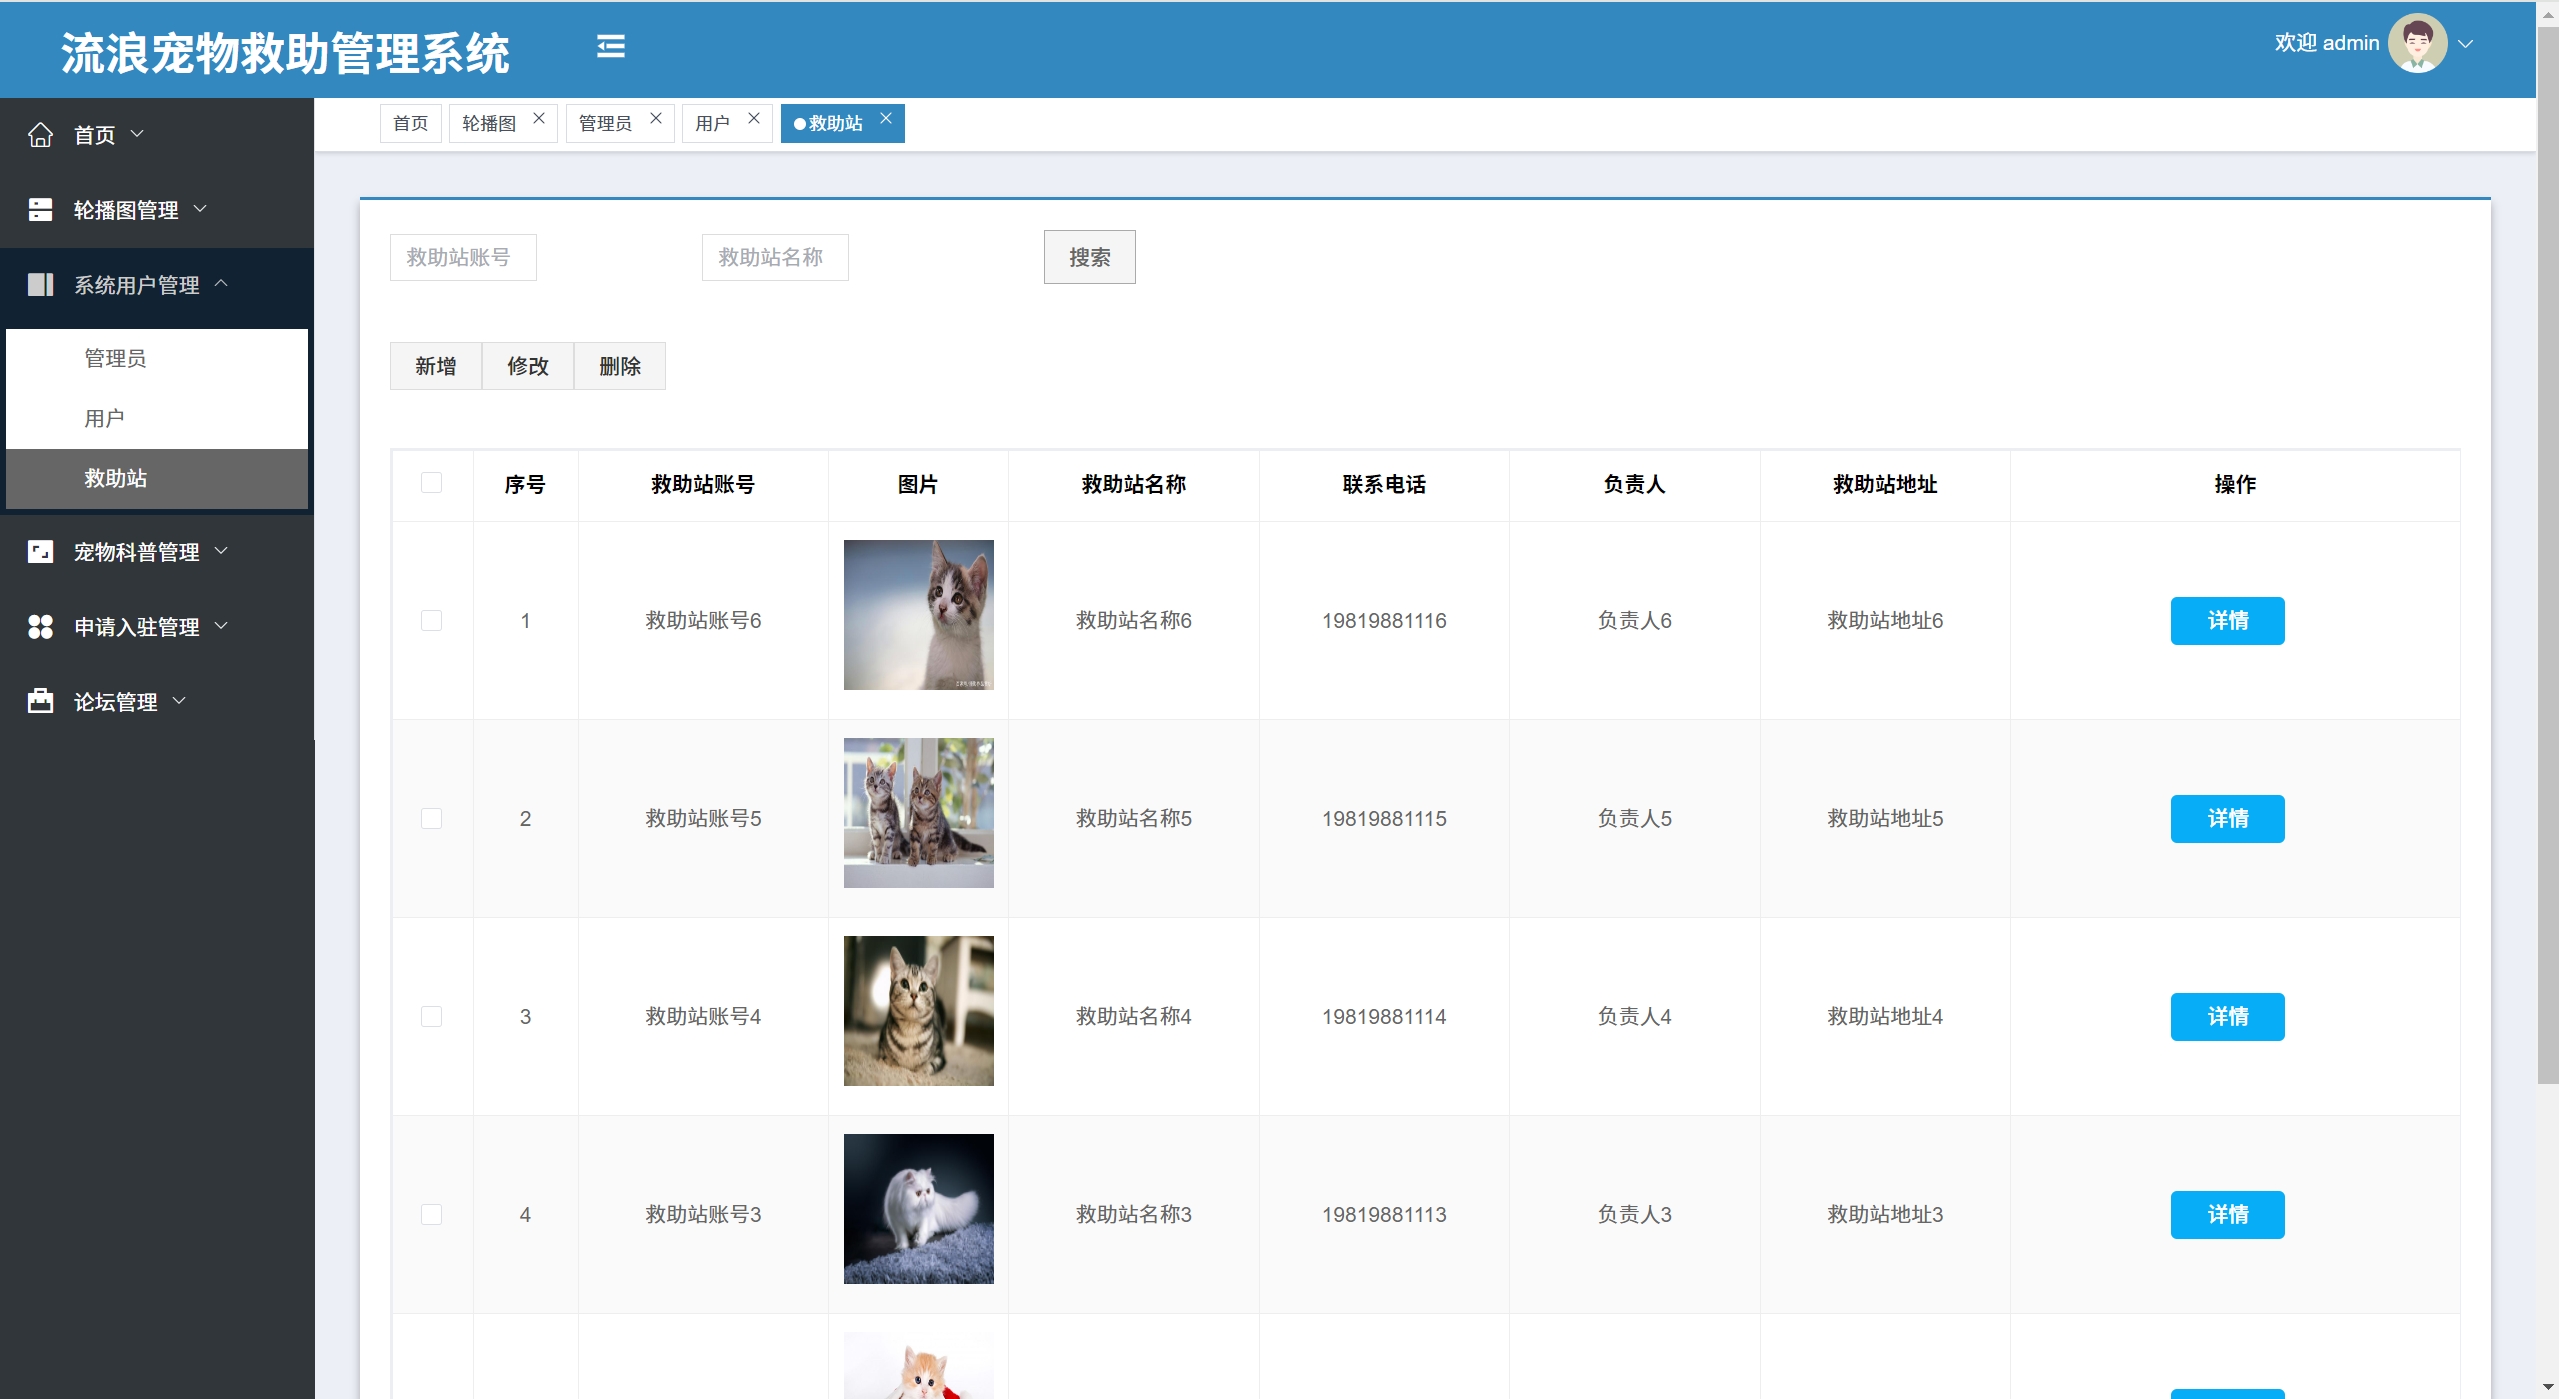 流浪宠物救助管理系统
欢迎 admin
首页
轮播图
管理员
用户
救助站
首页
轮播图管理
系统用户管理
管理员
用户
救助站
宠物科普管理
申请入驻管理
论坛管理
救助站账号
救助站名称
搜索
新增
修改
删除
序号 救助站账号 图片 救助站名称 联系电话 负责人 救助站地址 操作
1 救助站账号6 救助站名称6 19819881116 负责人6 救助站地址6 详情
2 救助站账号5 救助站名称5 19819881115 负责人5 救助站地址5 详情
3 救助站账号4 救助站名称4 19819881114 负责人4 救助站地址4 详情
4 救助站账号3 救助站名称3 19819881113 负责人3 救助站地址3 详情